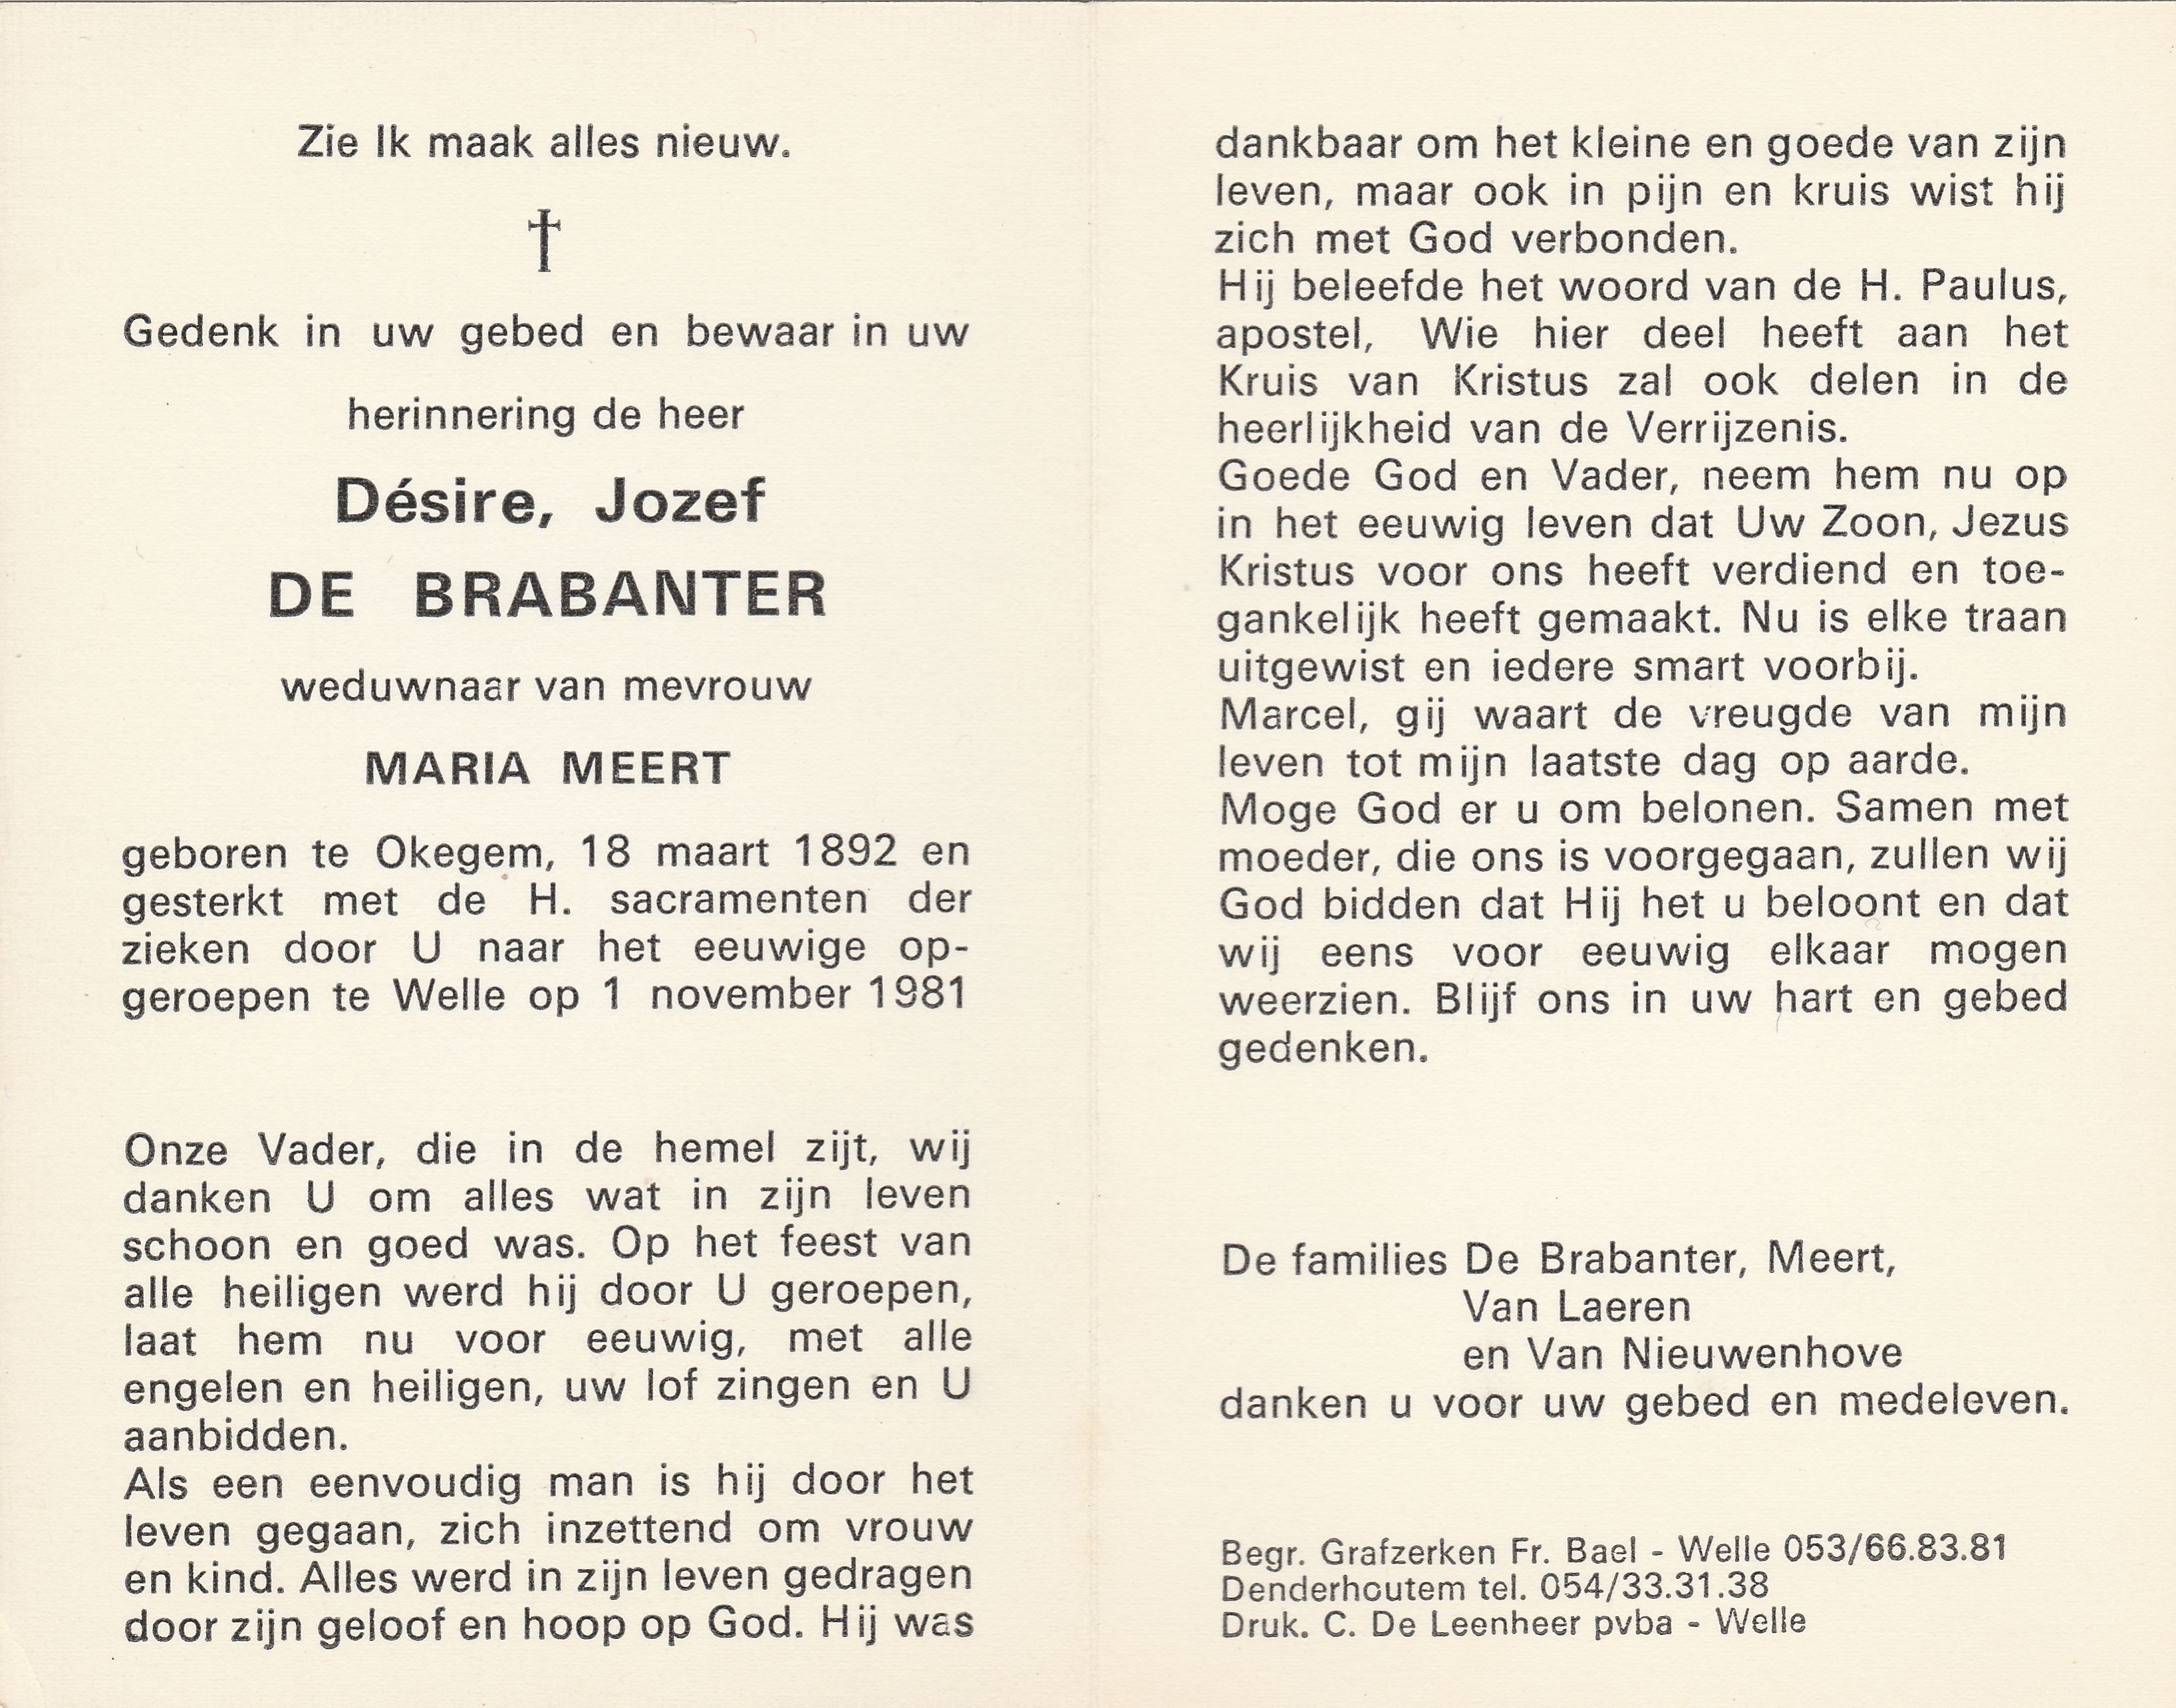 Zie Ik maak alles nieuw.
†
Gedenk in uw gebed en bewaar in uw
herinnering de heer
Désire, Jozef
DE BRABANTER
weduwnaar van mevrouw
MARIA MEERT
geboren te Okegem, 18 maart 1892 en
gesterkt met de H. sacramenten der
zieken door U naar het eeuwige op-
geroepen te Welle op 1 november 1981
Onze Vader, die in de hemel zijt, wij
danken U om alles wat in zijn leven
schoon en goed was. Op het feest van
alle heiligen werd hij door U geroepen,
laat hem nu voor eeuwig, met alle
engelen en heiligen, uw lof zingen en U
aanbidden.
Als een eenvoudig man is hij door het
leven gegaan, zich inzettend om vrouw
en kind. Alles werd in zijn leven gedragen
door zijn geloof en hoop op God. Hij was
dankbaar om het kleine en goede van zijn
leven, maar ook in pijn en kruis wist hij
zich met God verbonden.
Hij beleefde het woord van de H. Paulus,
apostel, Wie hier deel heeft aan het
Kruis van Kristus zal ook delen in de
heerlijkheid van de Verrijzenis.
Goede God en Vader, neem hem nu op
in het eeuwig leven dat Uw Zoon, Jezus
Kristus voor ons heeft verdiend en toe-
gankelijk heeft gemaakt. Nu is elke traan
uitgewist en iedere smart voorbij.
Marcel, gij waart de vreugde van mijn
leven tot mijn laatste dag op aarde.
Moge God er u om belonen. Samen met
moeder, die ons is voorgegaan, zullen wij
God bidden dat Hij het u beloont en dat
wij eens voor eeuwig elkaar mogen
weerzien. Blijf ons in uw hart en gebed
gedenken.
De families De Brabanter, Meert,
Van Laeren
en Van Nieuwenhove
danken u voor uw gebed en medeleven.
Begr. Grafzerken Fr. Bael - Welle 053/66.83.81
Denderhoutem tel. 054/33.31.38
Druk. C. De Leenheer pvba - Welle